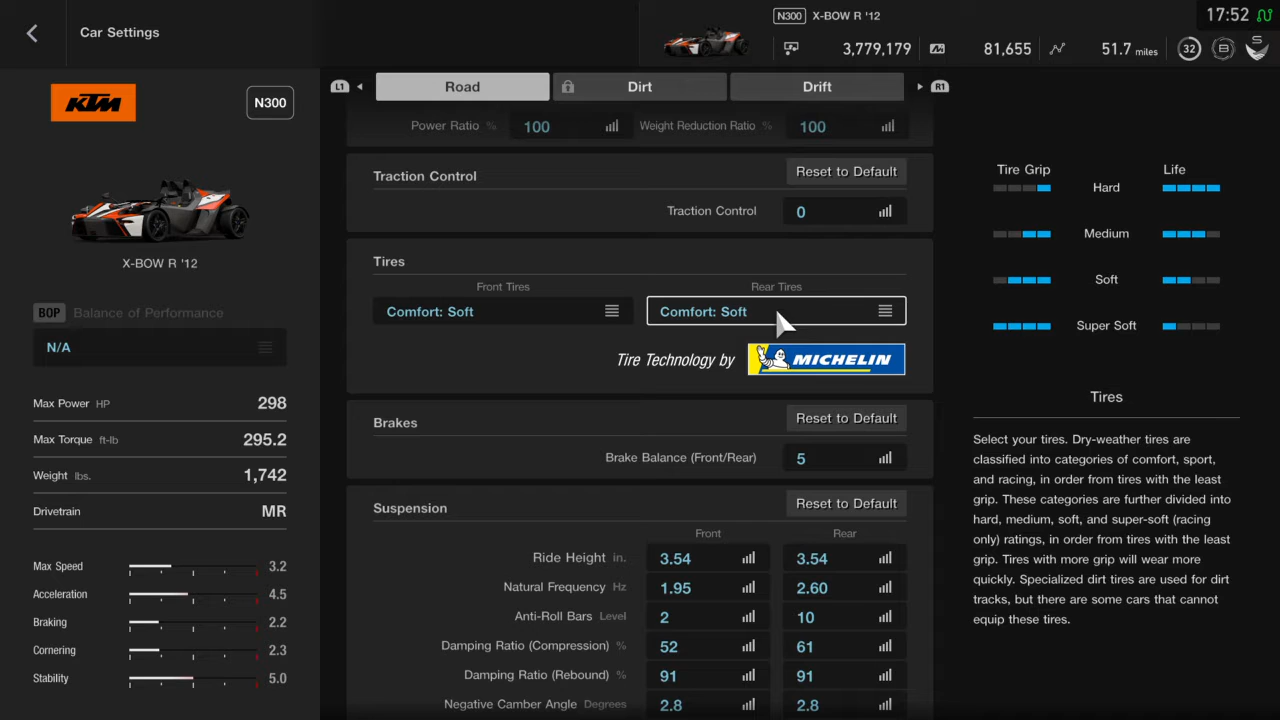 Car Settings
N300 X-BOW R '12
17:52
3,779,179
81,655
51.7 miles
32
B
S
KTM
N300
X-BOW R '12
BOP Balance of Performance
N/A
Max Power HP 298
Max Torque ft-lb 295.2
Weight lbs. 1,742
Drivetrain MR
Max Speed 3.2
Acceleration 4.5
Braking 2.2
Cornering 2.3
Stability 5.0
L1 Road Dirt Drift R1
Power Ratio % 100 Weight Reduction Ratio % 100
Traction Control Reset to Default
Traction Control 0
Tires
Front Tires Rear Tires
Comfort: Soft Comfort: Soft
Tire Technology by MICHELIN
Brakes Reset to Default
Brake Balance (Front/Rear) 5
Suspension Reset to Default
Front Rear
Ride Height in. 3.54 3.54
Natural Frequency Hz 1.95 2.60
Anti-Roll Bars Level 2 10
Damping Ratio (Compression) % 52 61
Damping Ratio (Rebound) % 91 91
Negative Camber Angle Degrees 2.8 2.8
Tire Grip Life
Hard
Medium
Soft
Super Soft
Tires
Select your tires. Dry-weather tires are
classified into categories of comfort, sport,
and racing, in order from tires with the least
grip. These categories are further divided into
hard, medium, soft, and super-soft (racing
only) ratings, in order from tires with the least
grip. Tires with more grip will wear more
quickly. Specialized dirt tires are used for dirt
tracks, but there are some cars that cannot
equip these tires.